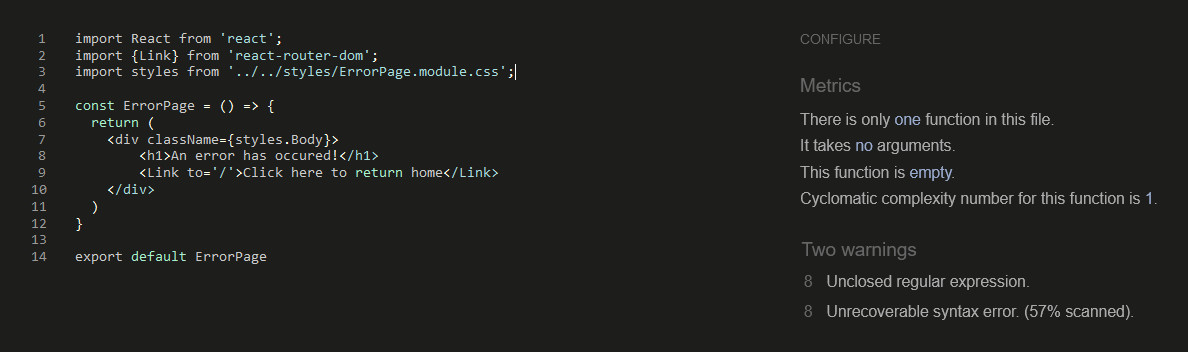 1 import React from 'react';
2 import {Link} from 'react-router-dom';
3 import styles from '../../styles/ErrorPage.module.css';
4
5 const ErrorPage = () => {
6 return (
7 <div className={styles.Body}>
8 <h1>An error has occured!</h1>
9 <Link to='/'>Click here to return home</Link>
10 </div>
11 )
12 }
13
14 export default ErrorPage
CONFIGURE
Metrics
There is only one function in this file.
It takes no arguments.
This function is empty.
Cyclomatic complexity number for this function is 1.
Two warnings
8 Unclosed regular expression.
8 Unrecoverable syntax error. (57% scanned).